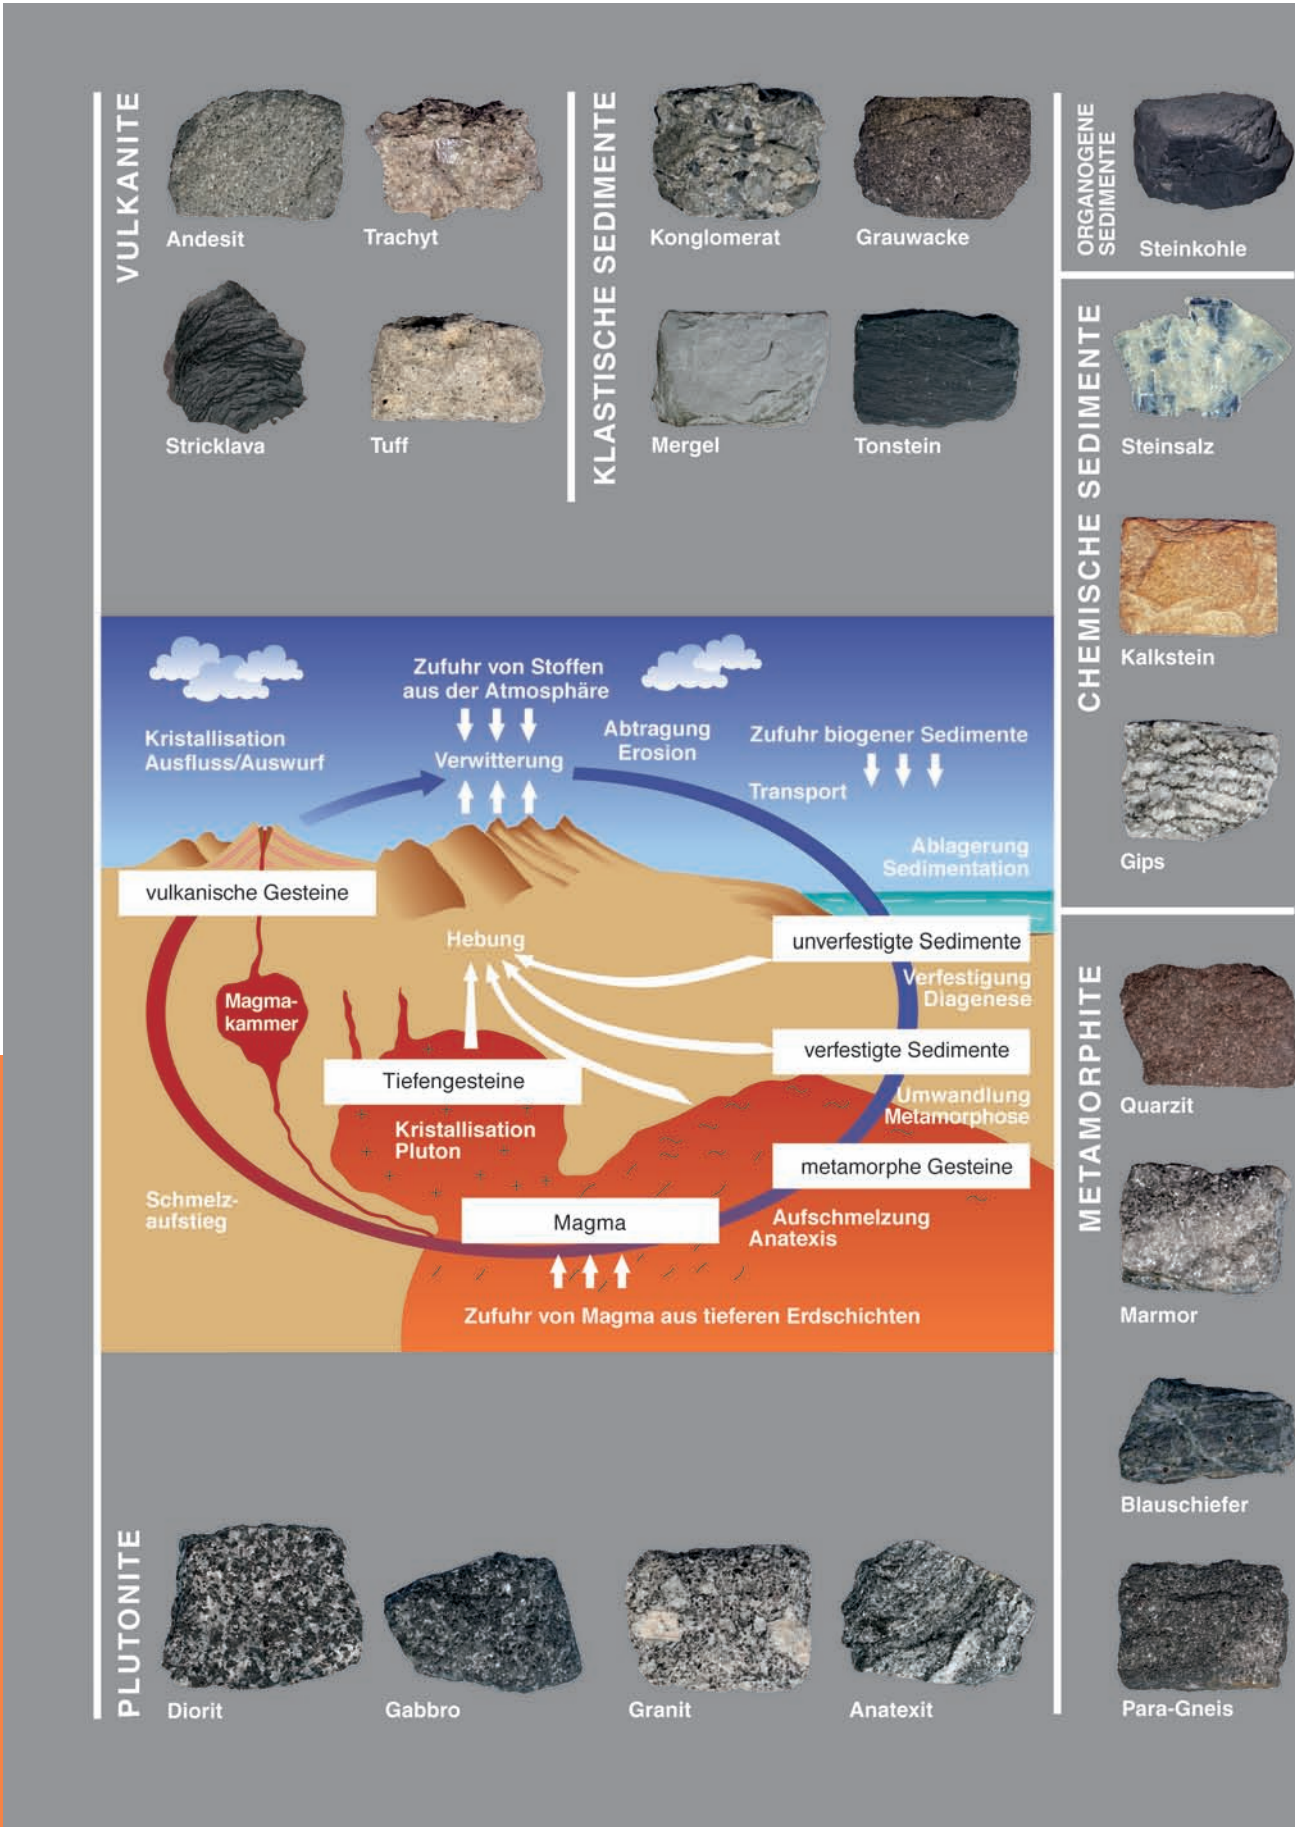 VULKANITE
Andesit
Trachyt
Stricklava
Tuff
KLASTISCHE SEDIMENTE
Konglomerat
Grauwacke
Mergel
Tonstein
ORGANOGENE
SEDIMENTE
Steinkohle
CHEMISCHE SEDIMENTE
Steinsalz
Kalkstein
Gips
Zufuhr von Stoffen
aus der Atmosphäre
Kristallisation
Ausfluss/Auswurf
Verwitterung
Abtragung
Erosion
Zufuhr biogener Sedimente
Transport
Ablagerung
Sedimentation
vulkanische Gesteine
Hebung
unverfestigte Sedimente
Verfestigung
Diagenese
Magma-
kammer
verfestigte Sedimente
Tiefengesteine
Umwandlung
Metamorphose
Kristallisation
Pluton
metamorphe Gesteine
Schmelz-
aufstieg
Magma
Aufschmelzung
Anatexis
Zufuhr von Magma aus tieferen Erdschichten
METAMORPHITE
Quarzit
Marmor
Blauschiefer
Para-Gneis
PLUTONITE
Diorit
Gabbro
Granit
Anatexit